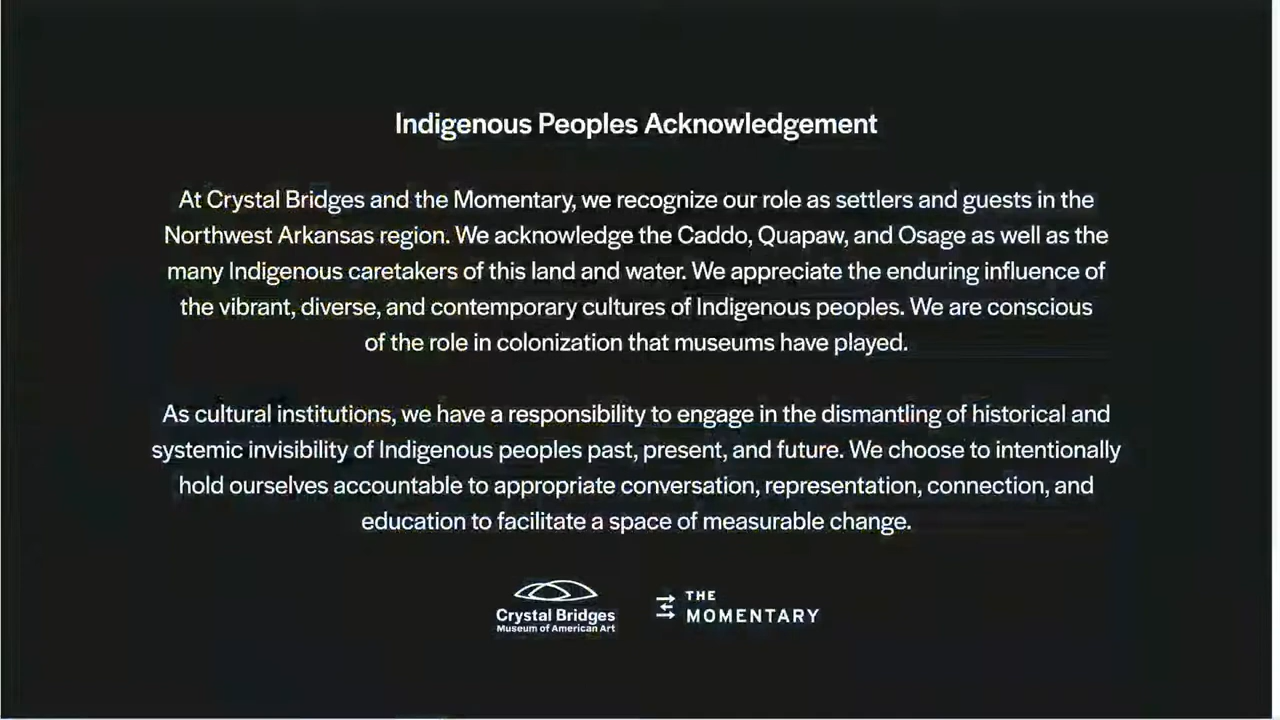 Indigenous Peoples Acknowledgement
At Crystal Bridges and the Momentary, we recognize our role as settlers and guests in the
Northwest Arkansas region. We acknowledge the Caddo, Quapaw, and Osage as well as the
many Indigenous caretakers of this land and water. We appreciate the enduring influence of
the vibrant, diverse, and contemporary cultures of Indigenous peoples. We are conscious
of the role in colonization that museums have played.
As cultural institutions, we have a responsibility to engage in the dismantling of historical and
systemic invisibility of Indigenous peoples past, present, and future. We choose to intentionally
hold ourselves accountable to appropriate conversation, representation, connection, and
education to facilitate a space of measurable change.
Crystal Bridges
Museum of American Art
THE
MOMENTARY